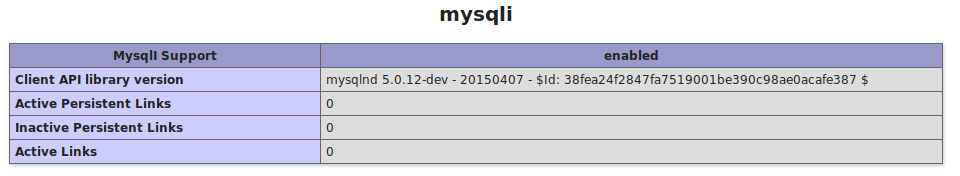 mysqli
MysqlI Support enabled
Client API library version mysqlnd 5.0.12-dev - 20150407 - $Id: 38fea24f2847fa7519001be390c98ae0acafe387 $
Active Persistent Links 0
Inactive Persistent Links 0
Active Links 0